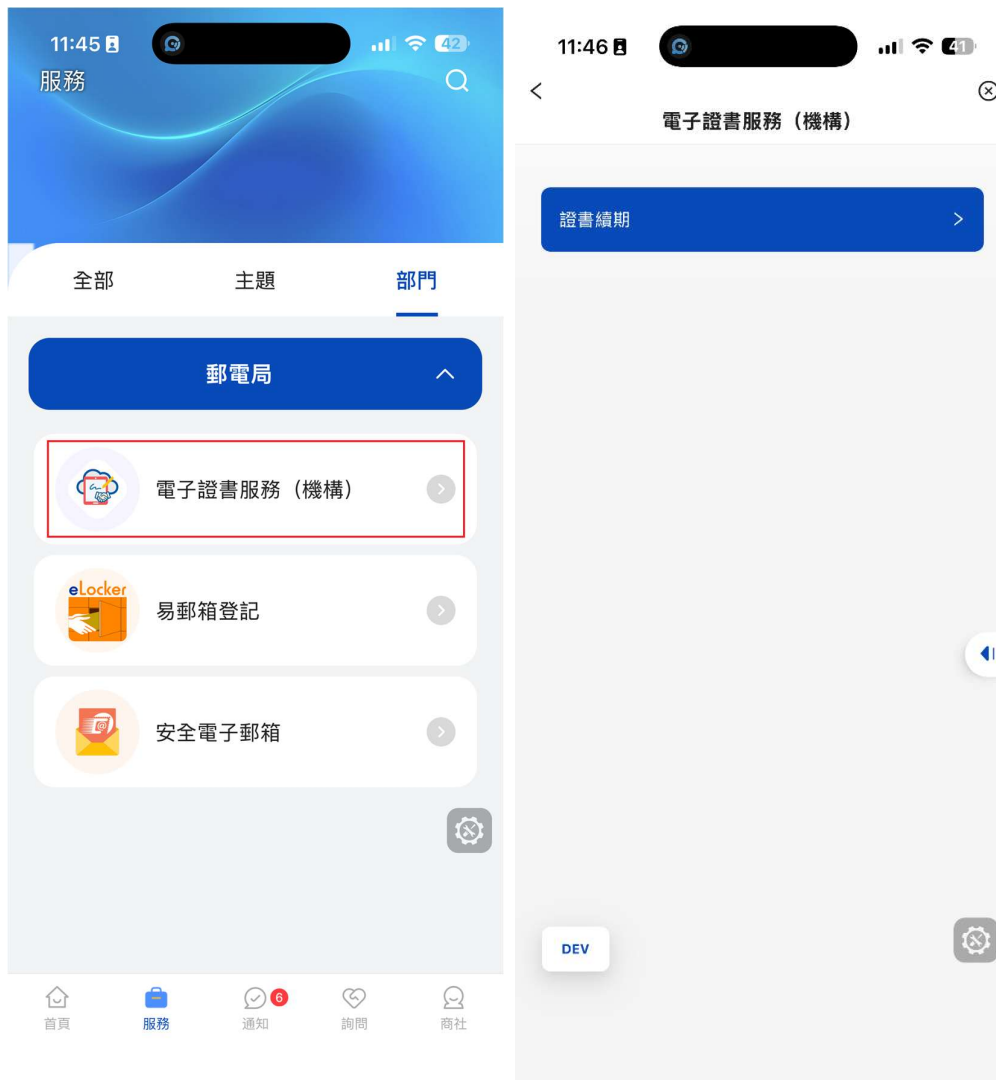 11:45
42
服務
全部
主題
部門
郵電局
電子證書服務（機構）
eLocker
易郵箱登記
安全電子郵箱
首頁
服務
6
通知
詢問
商社
11:46
41
電子證書服務（機構）
證書續期
DEV